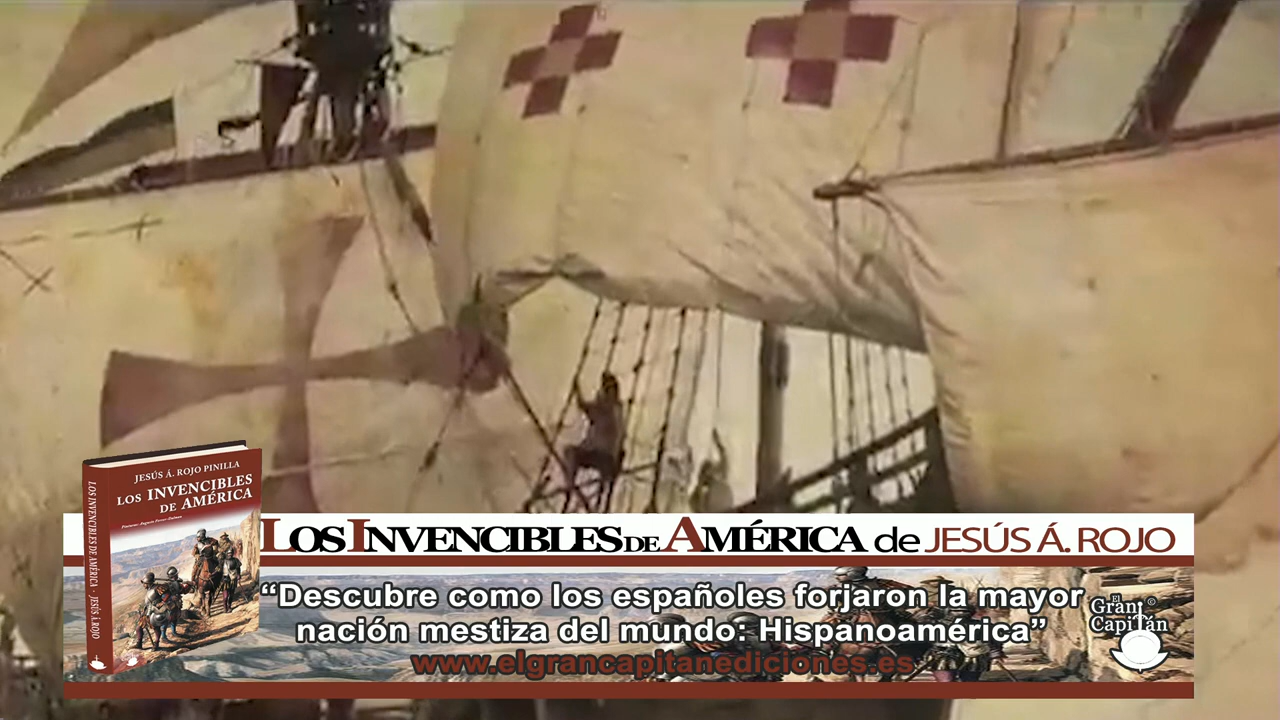 JESÚS Á. ROJO PINILLA
LOS INVENCIBLES
DE AMÉRICA
LOS INVENCIBLES DE AMÉRICA · JESÚS Á. ROJO
LOS INVENCIBLES DE AMÉRICA de JESÚS Á. ROJO
“Descubre como los españoles forjaron la mayor
nación mestiza del mundo: Hispanoamérica”
www.elgrancapitanediciones.es
El
Gran ©
Capitán